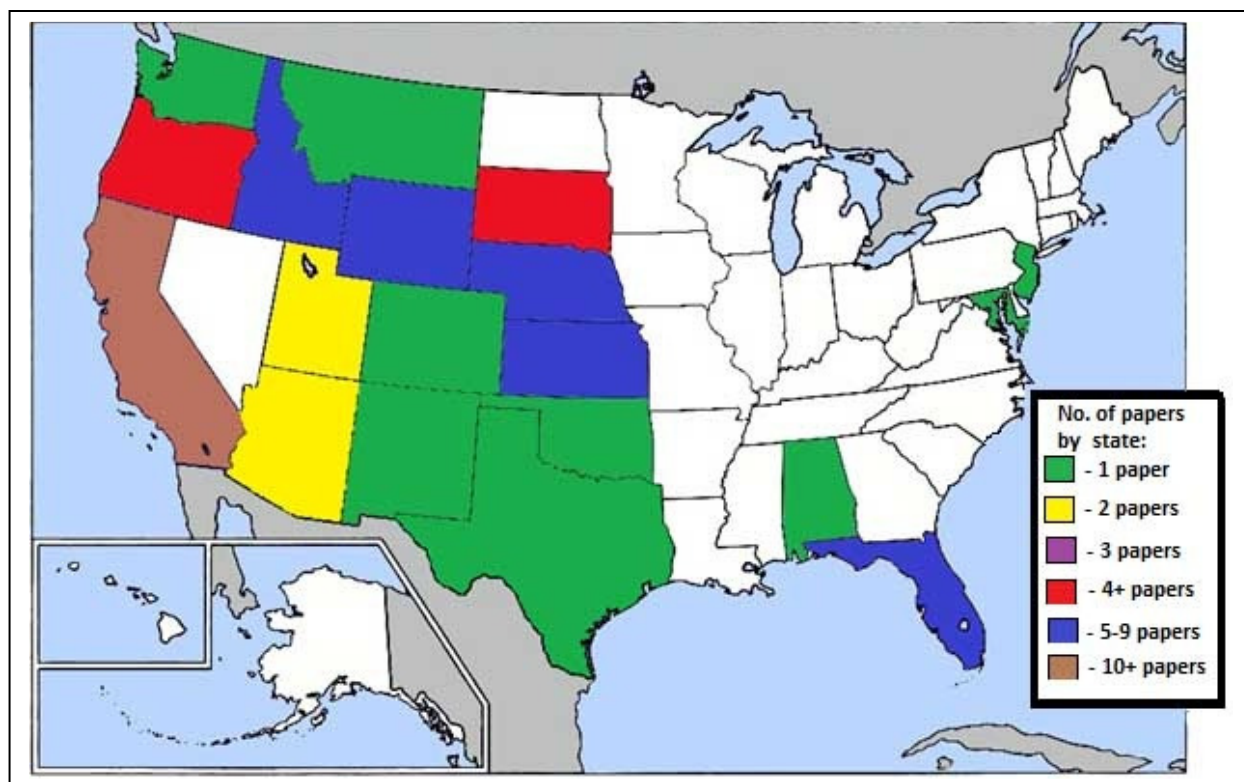 No. of papers
by state:
- 1 paper
- 2 papers
- 3 papers
- 4+ papers
- 5-9 papers
- 10+ papers